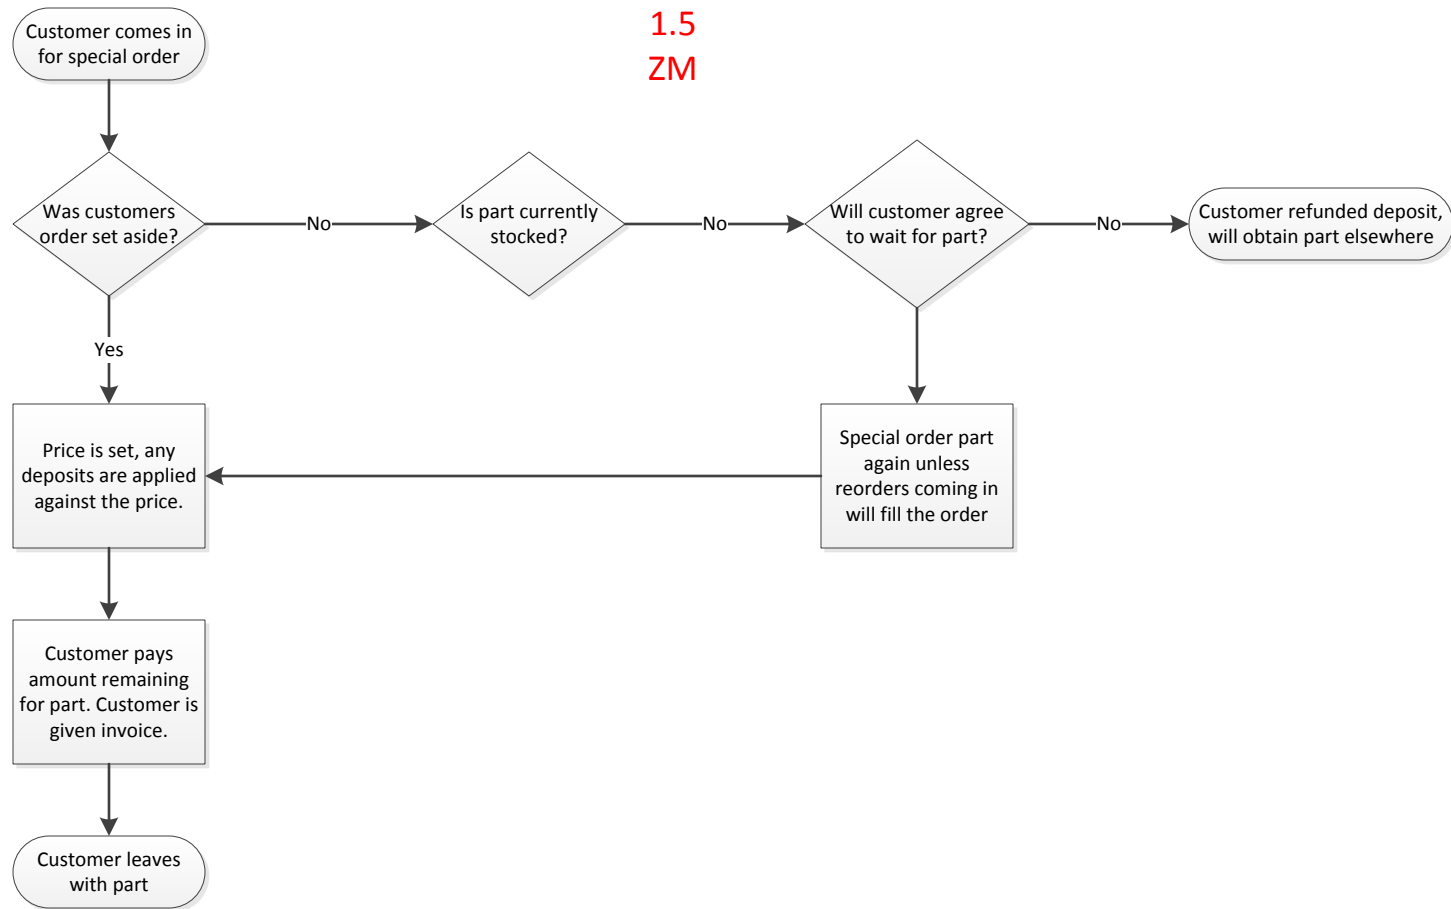 Customer comes in
for special order
1.5
ZM
Was customers
order set aside?
No
Is part currently
stocked?
No
Will customer agree
to wait for part?
No
Customer refunded deposit,
will obtain part elsewhere
Yes
Price is set, any
deposits are applied
against the price.
Special order part
again unless
reorders coming in
will fill the order
Customer pays
amount remaining
for part. Customer is
given invoice.
Customer leaves
with part